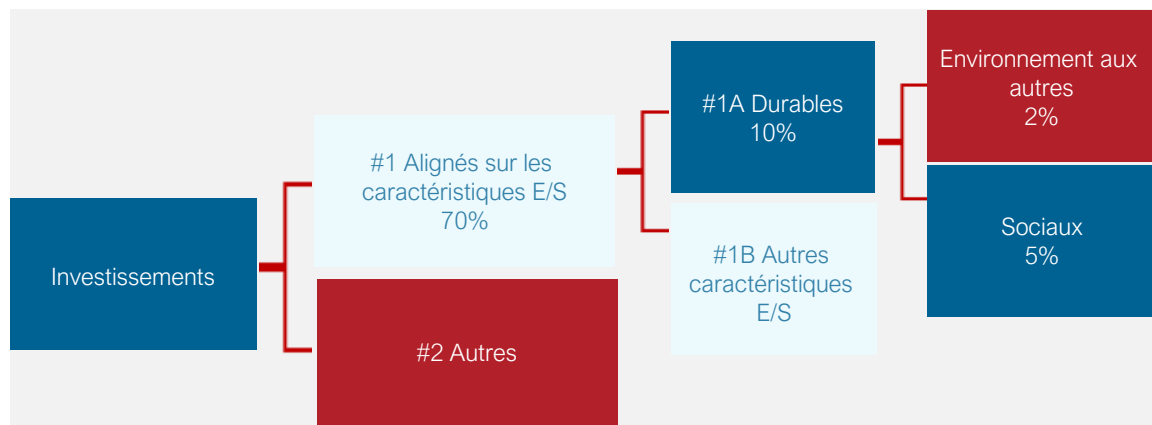 Investissements
#1 Alignés sur les
caractéristiques E/S
70%
#2 Autres
#1A Durables
10%
#1B Autres
caractéristiques
E/S
Environnement aux
autres
2%
Sociaux
5%